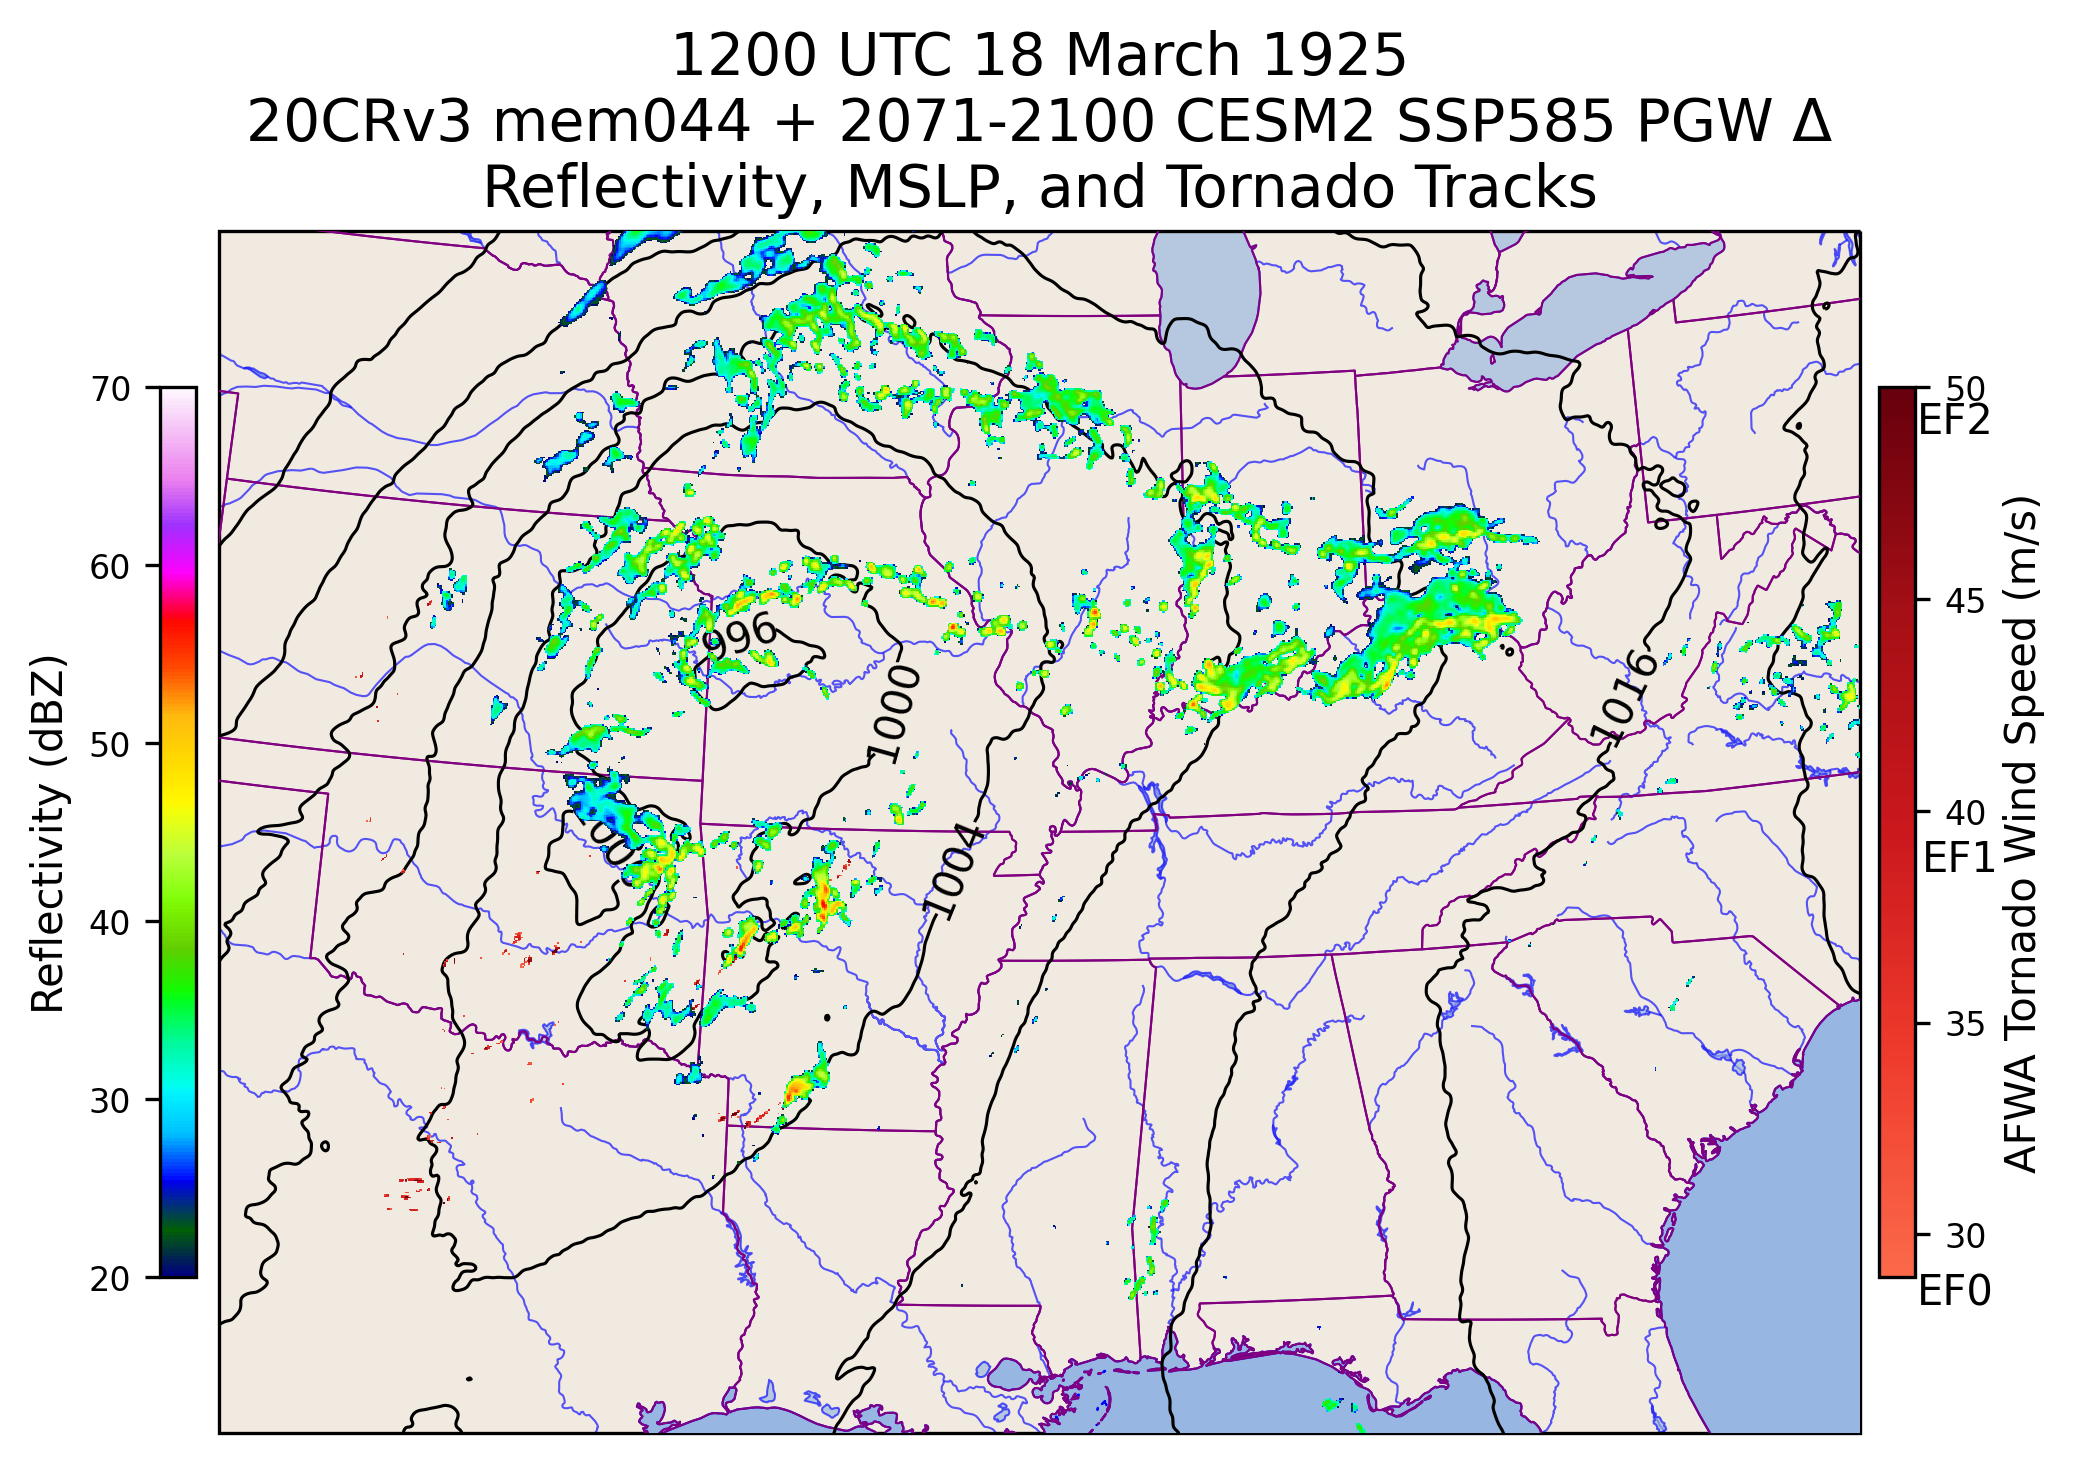 1200 UTC 18 March 1925
20CRv3 mem044 + 2071-2100 CESM2 SSP585 PGW Δ
Reflectivity, MSLP, and Tornado Tracks
Reflectivity (dBZ)
70
60
50
40
30
20
996
1000
1004
1016
50
EF2
45
40
EF1
35
30
EF0
AFWA Tornado Wind Speed (m/s)